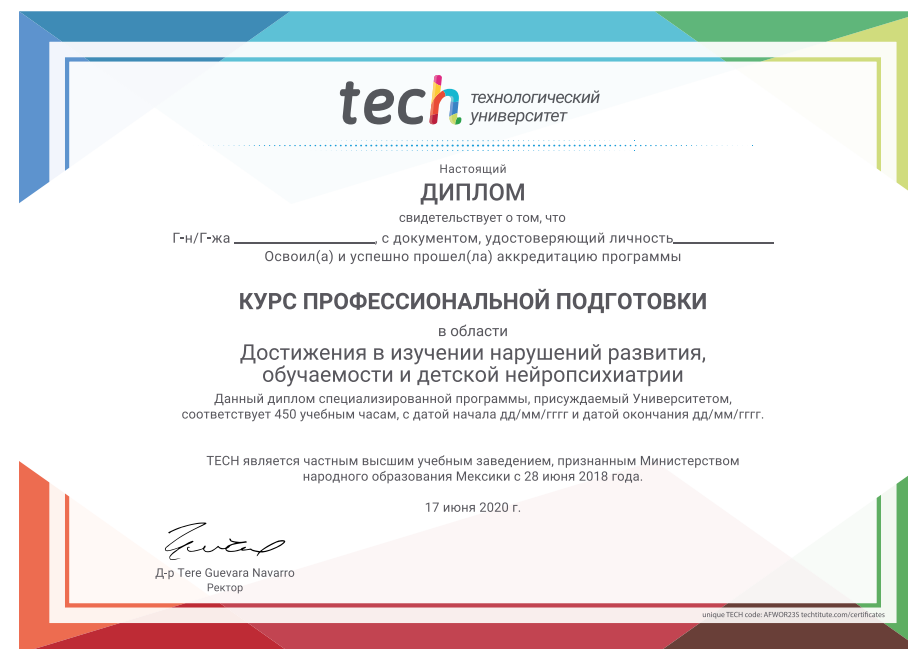 tech технологический
университет
Настоящий
ДИПЛОМ
свидетельствует о том, что
Г-н/Г-жа ____________________, с документом, удостоверяющий личность______________
Освоил(а) и успешно прошел(ла) аккредитацию программы
КУРС ПРОФЕССИОНАЛЬНОЙ ПОДГОТОВКИ
в области
Достижения в изучении нарушений развития,
обучаемости и детской нейропсихиатрии
Данный диплом специализированной программы, присуждаемый Университетом,
соответствует 450 учебным часам, с датой начала дд/мм/гггг и датой окончания дд/мм/гггг.
TECH является частным высшим учебным заведением, признанным Министерством
народного образования Мексики с 28 июня 2018 года.
17 июня 2020 г.
Д-р Tere Guevara Navarro
Ректор
unique TECH code: AFWOR23S techtitute.com/certificates